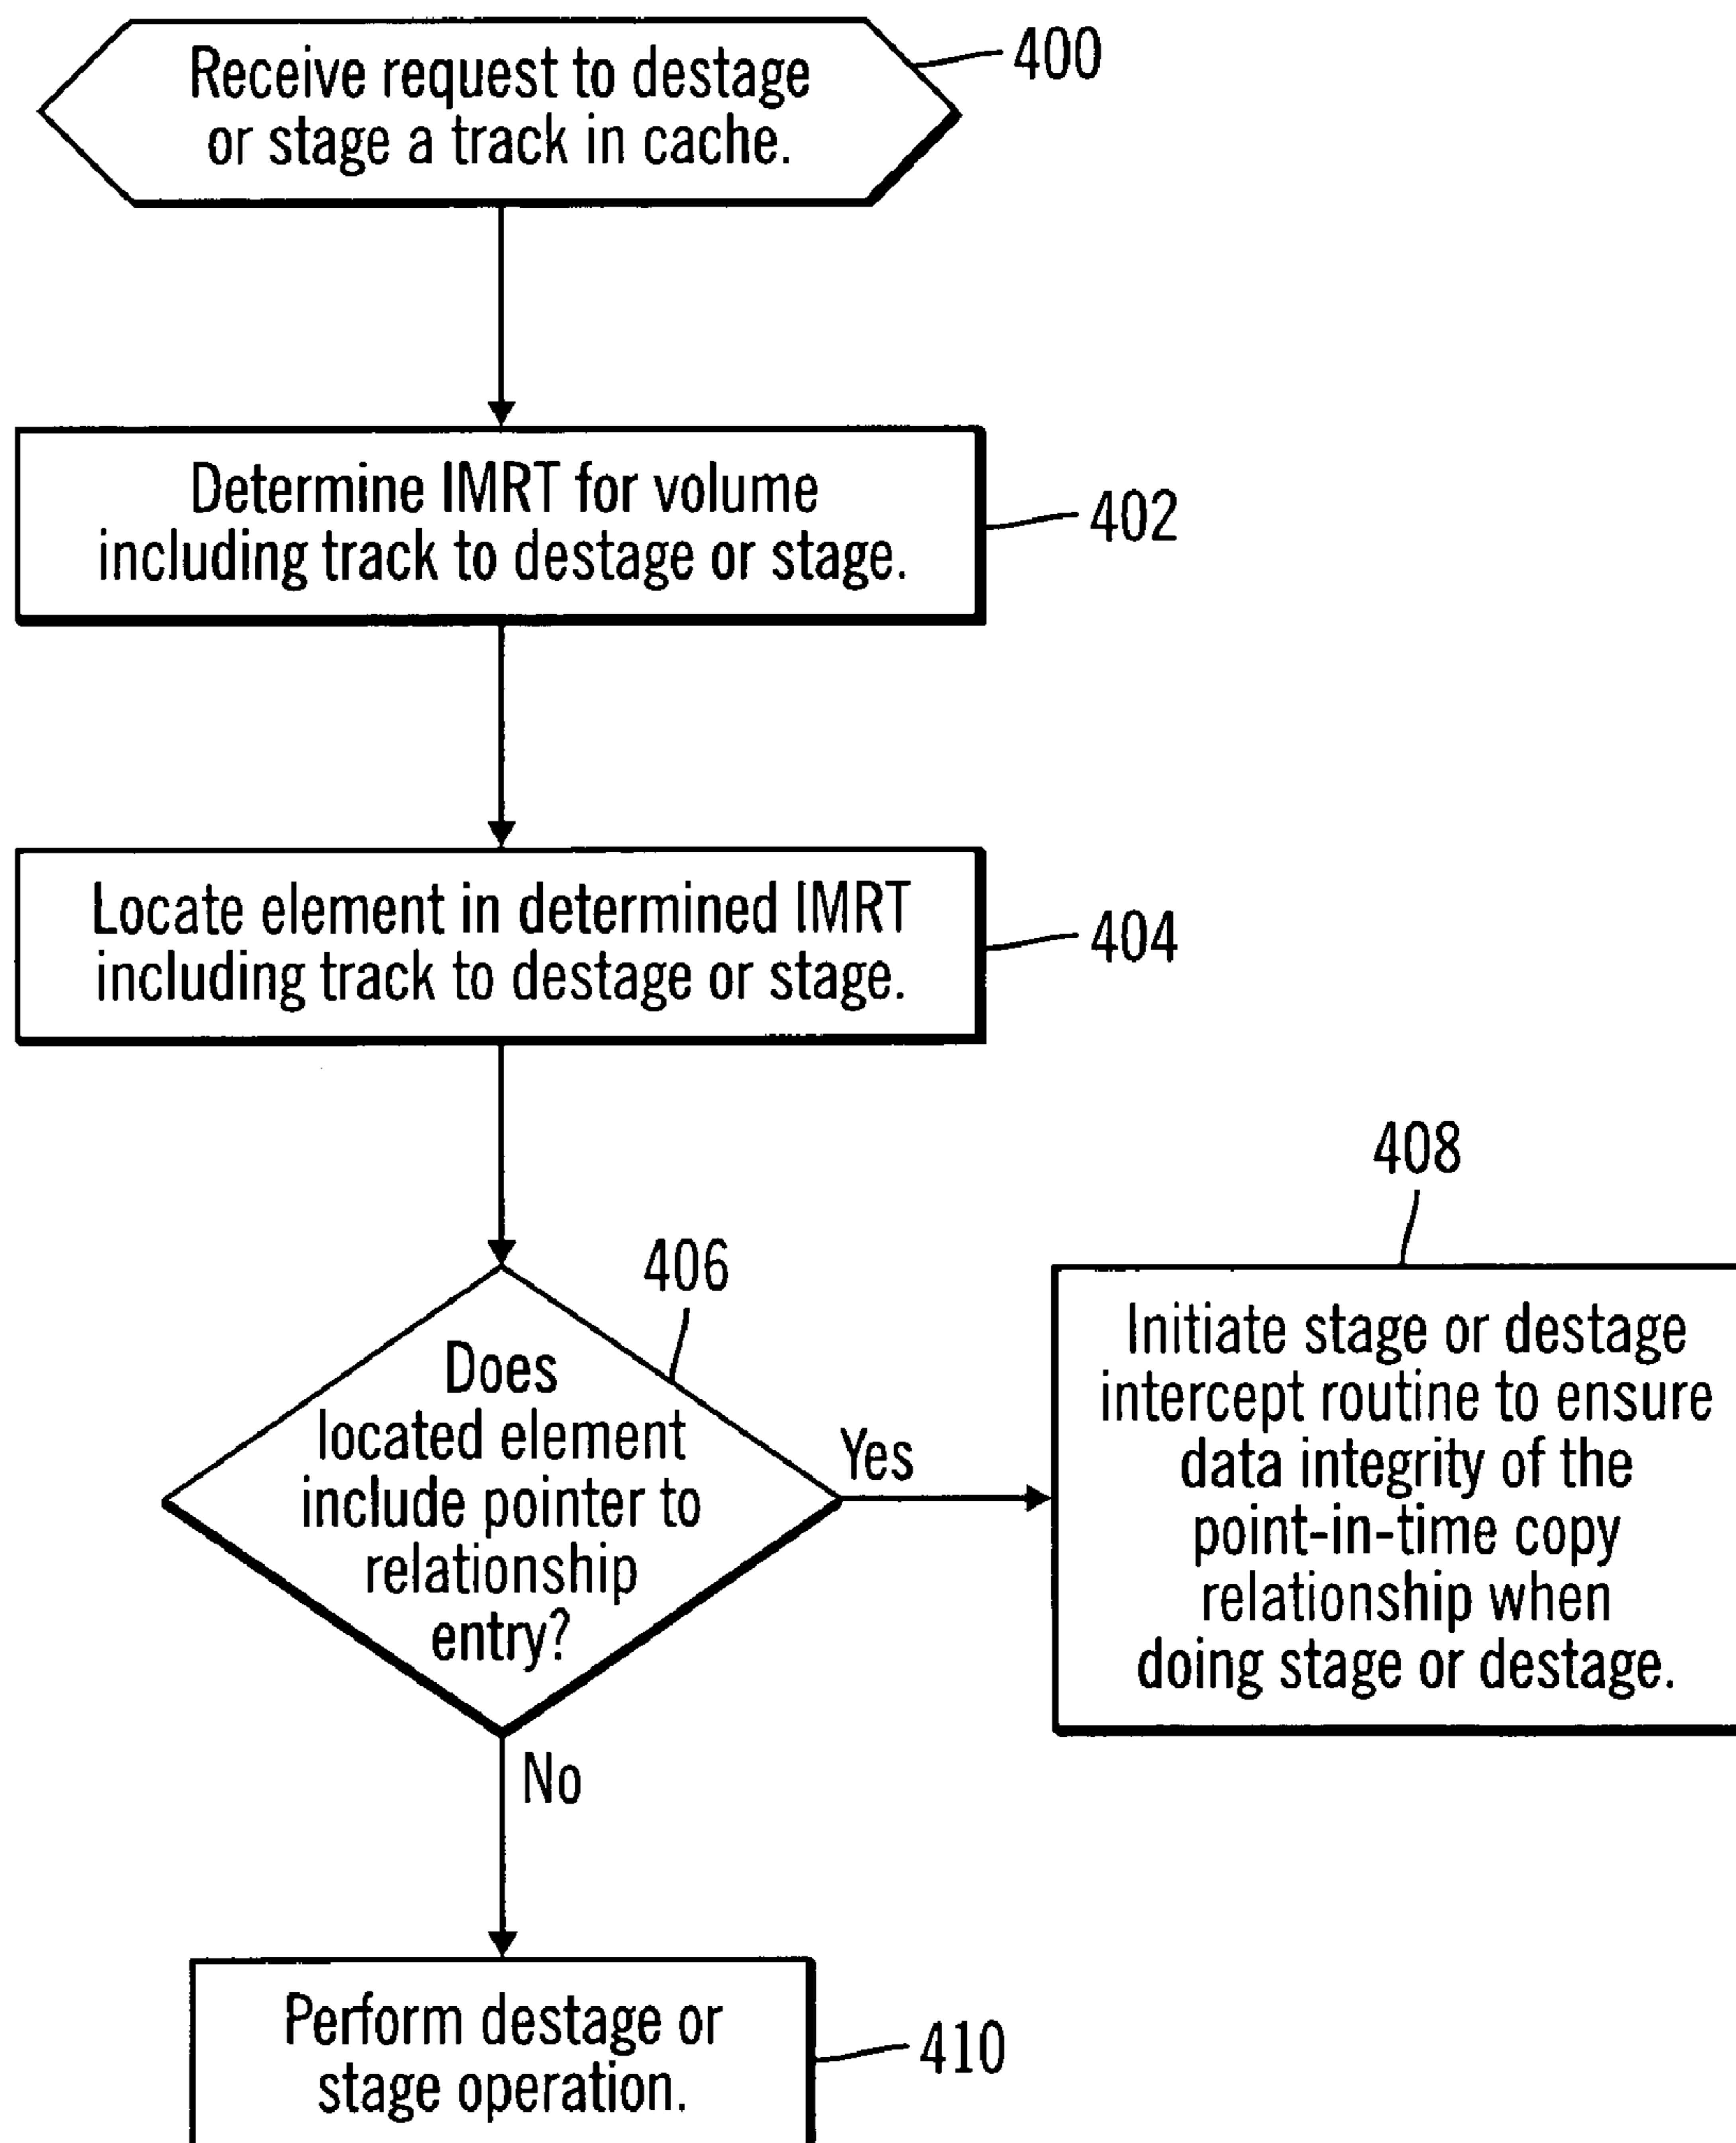 Receive request to destage
or stage a track in cache.
400
Determine IMRT for volume
including track to destage or stage.
402
Locate element in determined IMRT
including track to destage or stage.
404
406
Does
located element
include pointer to
relationship
entry?
Yes
408
Initiate stage or destage
intercept routine to ensure
data integrity of the
point-in-time copy
relationship when
doing stage or destage.
No
Perform destage or
stage operation.
410